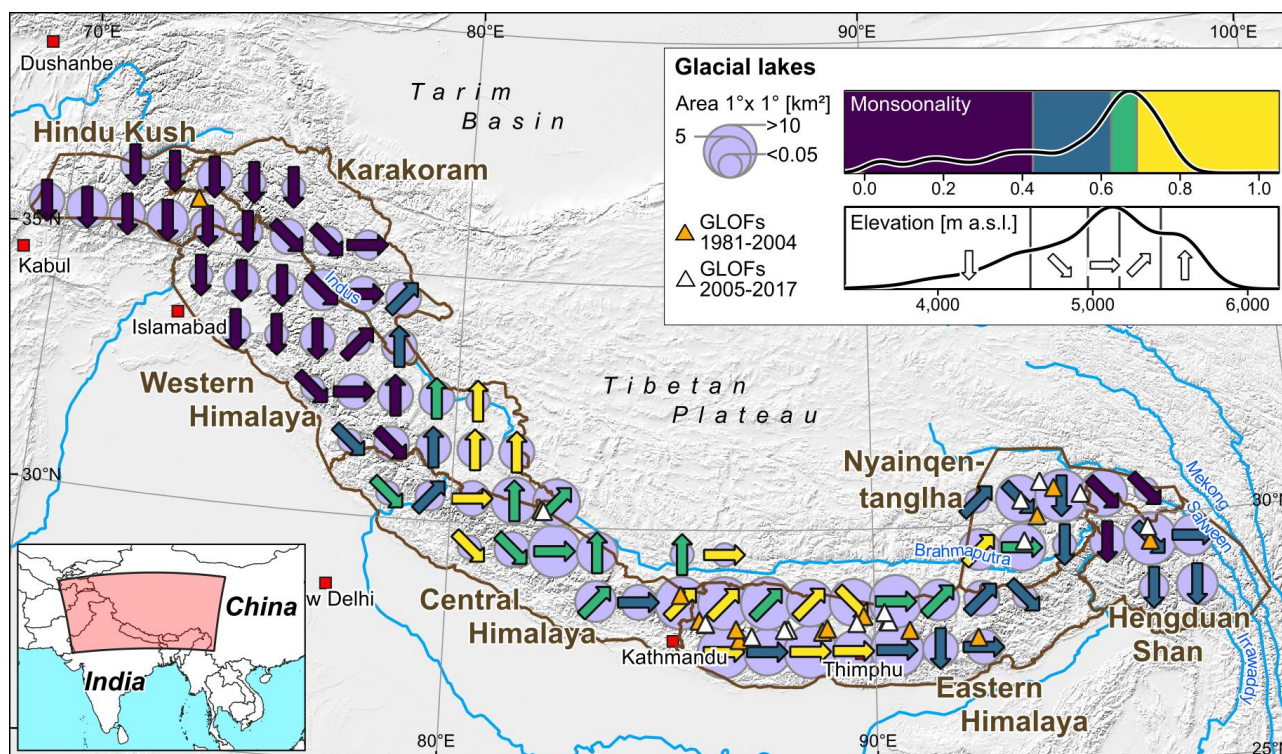 70°E
80°E
90°E
100°E
Dushanbe
Tarim
Basin
Hindu Kush
Karakoram
35°N
Kabul
Indus
Islamabad
Western
Himalaya
Tibetan
Plateau
30°N
Nyainqen-
tanglha
30°N
Mekong
Salween
Brahmaputra
Irrawaddy
w Delhi
Central
Himalaya
Kathmandu
Thimphu
Hengduan
Shan
Eastern
Himalaya
80°E
90°E
25°
China
India
Glacial lakes
Area 1°x 1° [km²]
>10
5
<0.05
GLOFs
1981-2004
GLOFs
2005-2017
Monsoonality
0.0 0.2 0.4 0.6 0.8 1.0
Elevation [m a.s.l.]
4,000 5,000 6,000